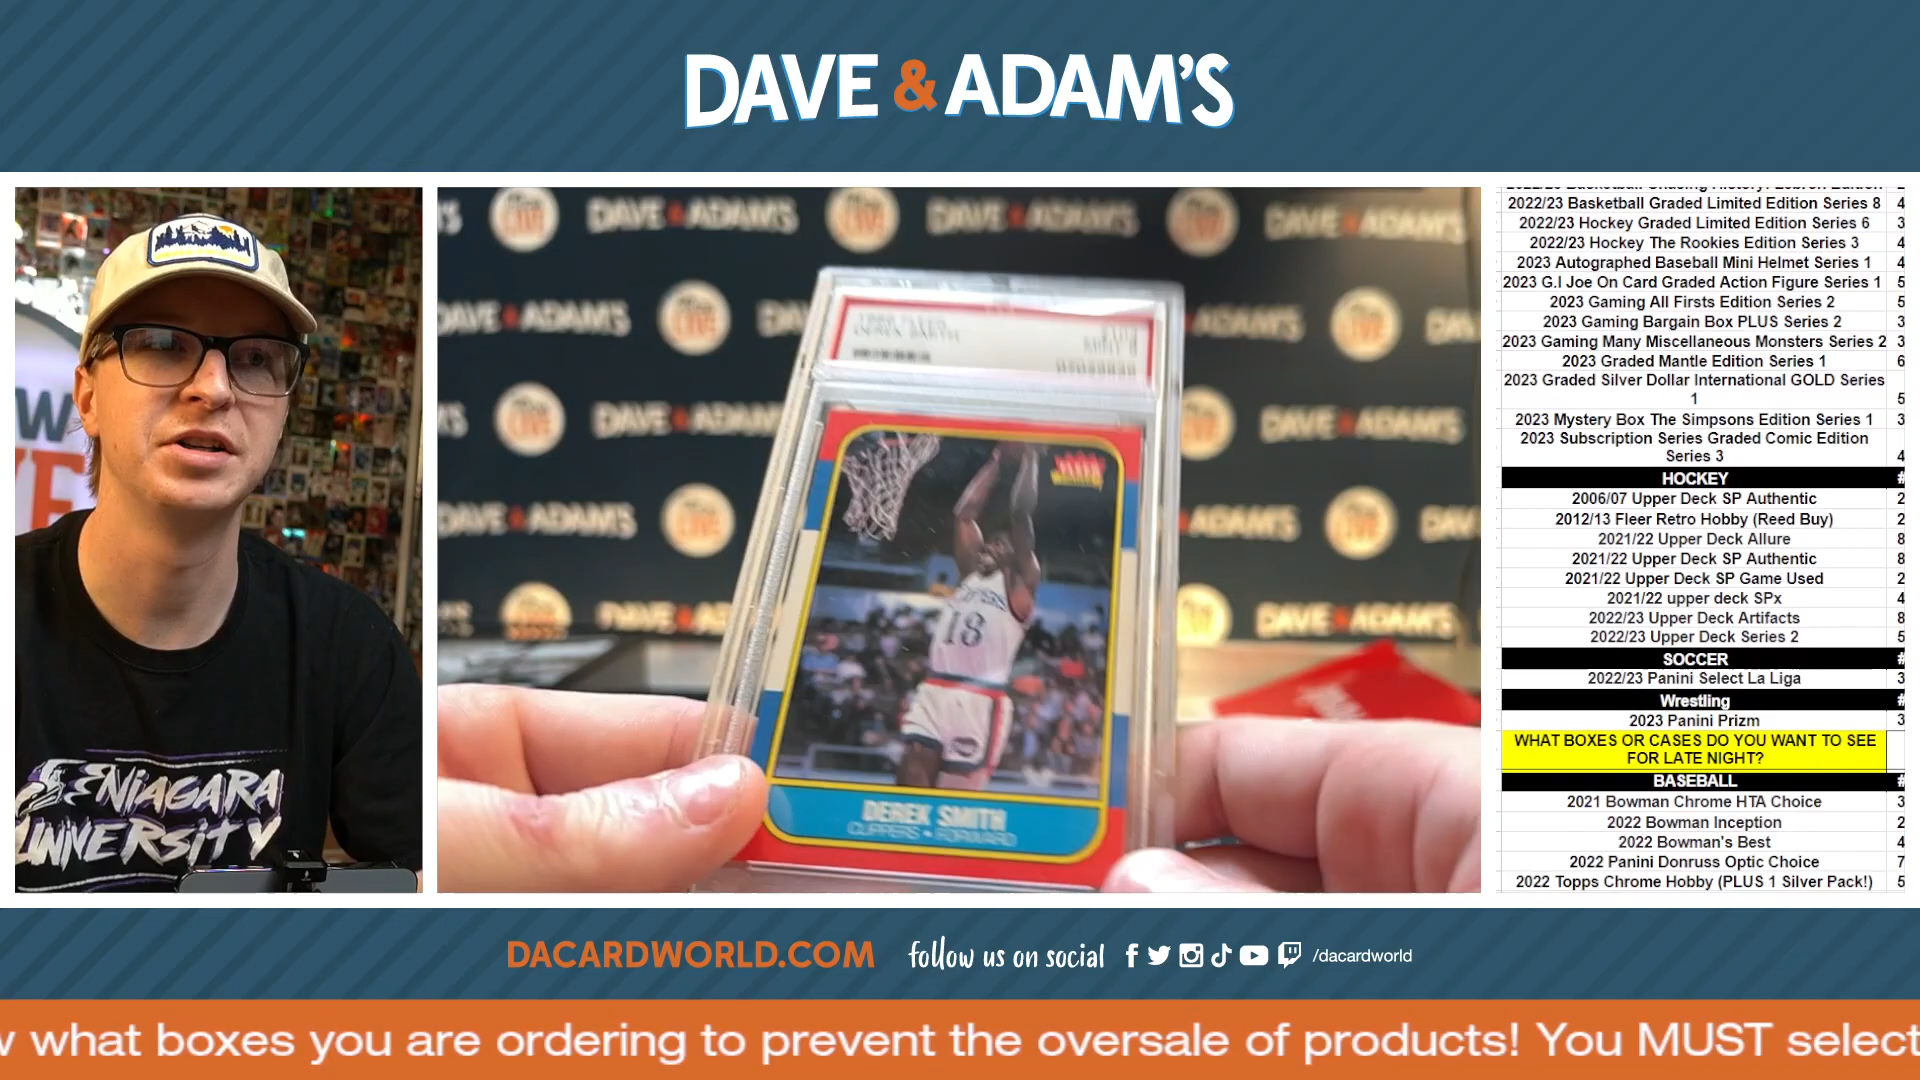 DAVE & ADAM'S
NIAGARA
UNIVERSITY
DAVE & ADAM'S
DAVE & ADAM'S
DEREK SMITH
MINT 9
FLEER
18
DEREK SMITH
CLIPPERS • FORWARD
2022/23 Basketball Graded Limited Edition Series 8 4
2022/23 Hockey Graded Limited Edition Series 6 3
2022/23 Hockey The Rookies Edition Series 3 4
2023 Autographed Baseball Mini Helmet Series 1 4
2023 G.I Joe On Card Graded Action Figure Series 1 5
2023 Gaming All Firsts Edition Series 2 5
2023 Gaming Bargain Box PLUS Series 2 3
2023 Gaming Many Miscellaneous Monsters Series 2 3
2023 Graded Mantle Edition Series 1 6
2023 Graded Silver Dollar International GOLD Series
1 5
2023 Mystery Box The Simpsons Edition Series 1 3
2023 Subscription Series Graded Comic Edition
Series 3 4
HOCKEY #
2006/07 Upper Deck SP Authentic 2
2012/13 Fleer Retro Hobby (Reed Buy) 2
2021/22 Upper Deck Allure 8
2021/22 Upper Deck SP Authentic 8
2021/22 Upper Deck SP Game Used 2
2021/22 upper deck SPx 4
2022/23 Upper Deck Artifacts 8
2022/23 Upper Deck Series 2 5
SOCCER #
2022/23 Panini Select La Liga 3
Wrestling #
2023 Panini Prizm 3
WHAT BOXES OR CASES DO YOU WANT TO SEE
FOR LATE NIGHT?
BASEBALL #
2021 Bowman Chrome HTA Choice 3
2022 Bowman Inception 2
2022 Bowman's Best 4
2022 Panini Donruss Optic Choice 7
2022 Topps Chrome Hobby (PLUS 1 Silver Pack!) 5
DACARDWORLD.COM follow us on social /dacardworld
w what boxes you are ordering to prevent the oversale of products! You MUST select